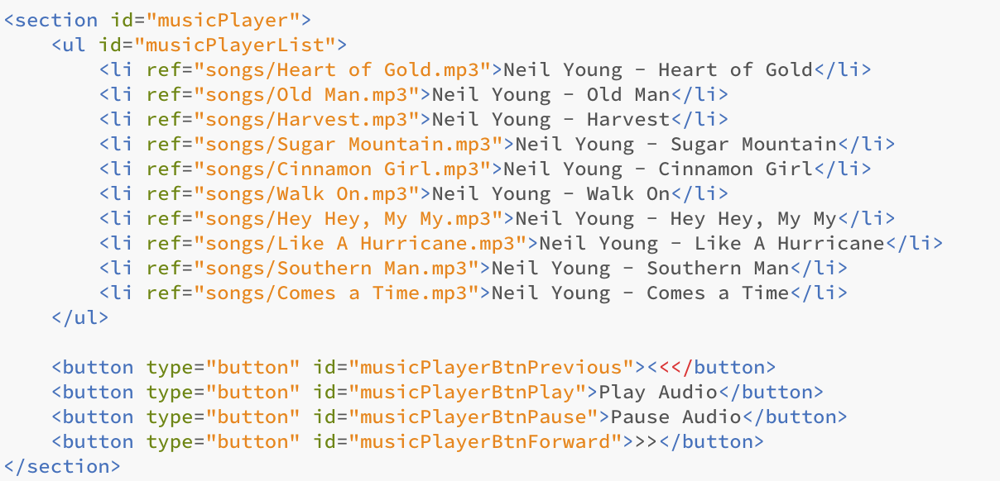 <section id="musicPlayer">
    <ul id="musicPlayerList">
        <li ref="songs/Heart of Gold.mp3">Neil Young - Heart of Gold</li>
        <li ref="songs/Old Man.mp3">Neil Young - Old Man</li>
        <li ref="songs/Harvest.mp3">Neil Young - Harvest</li>
        <li ref="songs/Sugar Mountain.mp3">Neil Young - Sugar Mountain</li>
        <li ref="songs/Cinnamon Girl.mp3">Neil Young - Cinnamon Girl</li>
        <li ref="songs/Walk On.mp3">Neil Young - Walk On</li>
        <li ref="songs/Hey Hey, My My.mp3">Neil Young - Hey Hey, My My</li>
        <li ref="songs/Like A Hurricane.mp3">Neil Young - Like A Hurricane</li>
        <li ref="songs/Southern Man.mp3">Neil Young - Southern Man</li>
        <li ref="songs/Comes a Time.mp3">Neil Young - Comes a Time</li>
    </ul>

    <button type="button" id="musicPlayerBtnPrevious"><<</button>
    <button type="button" id="musicPlayerBtnPlay">Play Audio</button>
    <button type="button" id="musicPlayerBtnPause">Pause Audio</button>
    <button type="button" id="musicPlayerBtnForward">>></button>
</section>